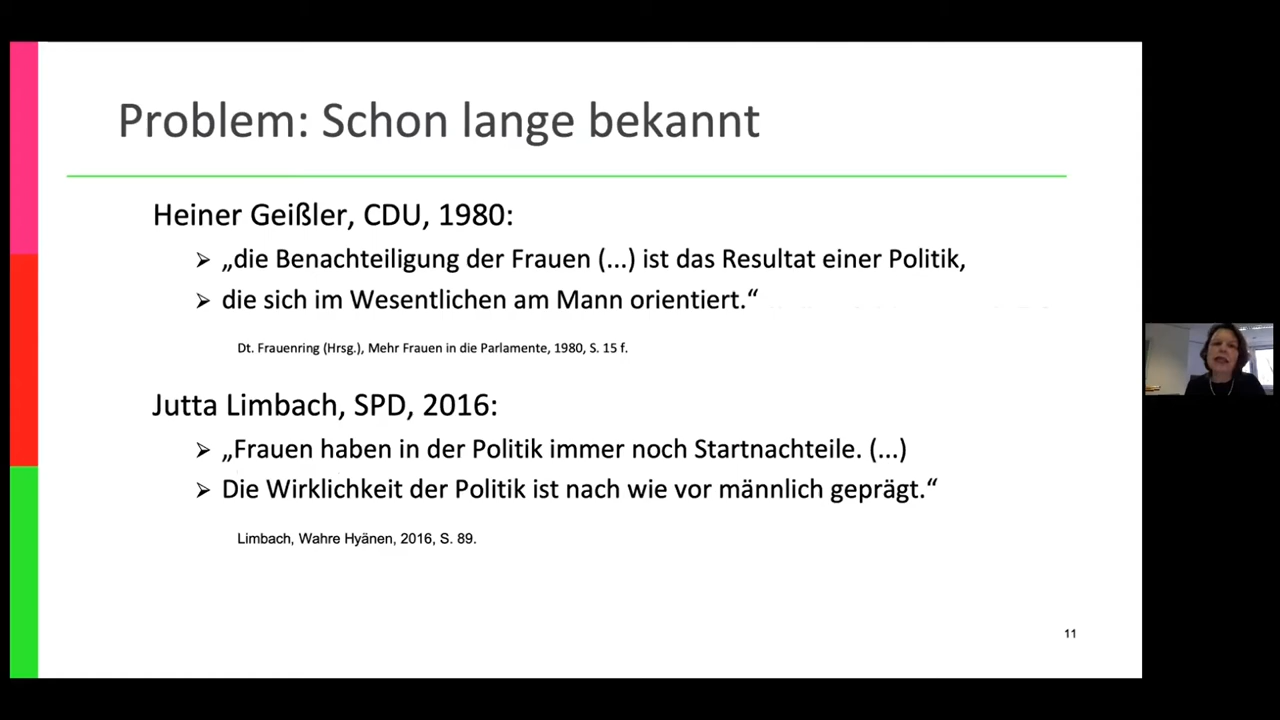 Problem: Schon lange bekannt
Heiner Geißler, CDU, 1980:
➢ „die Benachteiligung der Frauen (...) ist das Resultat einer Politik,
➢ die sich im Wesentlichen am Mann orientiert.“
Dt. Frauenring (Hrsg.), Mehr Frauen in die Parlamente, 1980, S. 15 f.
Jutta Limbach, SPD, 2016:
➢ „Frauen haben in der Politik immer noch Startnachteile. (...)
➢ Die Wirklichkeit der Politik ist nach wie vor männlich geprägt.“
Limbach, Wahre Hyänen, 2016, S. 89.
11